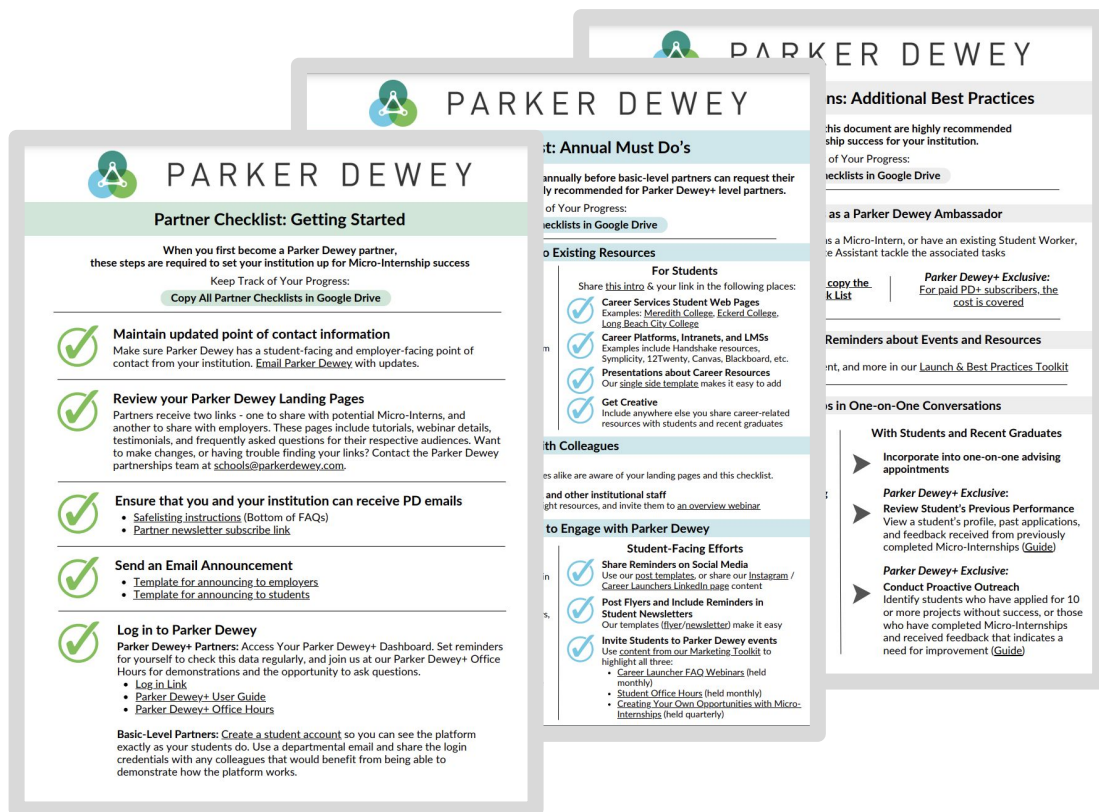 PARKER DEWEY
Partner Checklist: Getting Started
When you first become a Parker Dewey partner,
these steps are required to set your institution up for Micro-Internship success
Keep Track of Your Progress:
Copy All Partner Checklists in Google Drive
Maintain updated point of contact information
Make sure Parker Dewey has a student-facing and employer-facing point of
contact from your institution. Email Parker Dewey with updates.
Review your Parker Dewey Landing Pages
Partners receive two links - one to share with potential Micro-Interns, and
another to share with employers. These pages include tutorials, webinar details,
testimonials, and frequently asked questions for their respective audiences. Want
to make changes, or having trouble finding your links? Contact the Parker Dewey
partnerships team at schools@parkerdewey.com.
Ensure that you and your institution can receive PD emails
• Safelisting instructions (Bottom of FAQs)
• Partner newsletter subscribe link
Send an Email Announcement
• Template for announcing to employers
• Template for announcing to students
Log in to Parker Dewey
Parker Dewey+ Partners: Access Your Parker Dewey+ Dashboard. Set reminders
for yourself to check this data regularly, and join us at our Parker Dewey+ Office
Hours for demonstrations and the opportunity to ask questions.
• Log in Link
• Parker Dewey+ User Guide
• Parker Dewey+ Office Hours
Basic-Level Partners: Create a student account so you can see the platform
exactly as your students do. Use a departmental email and share the login
credentials with any colleagues that would benefit from being able to
demonstrate how the platform works.
PARKER DEWEY
st: Annual Must Do's
annually before basic-level partners can request their
ly recommended for Parker Dewey+ level partners.
of Your Progress:
hecklists in Google Drive
o Existing Resources
For Students
Share this intro & your link in the following places:
Career Services Student Web Pages
Examples: Meredith College, Eckerd College,
Long Beach City College
Career Platforms, Intranets, and LMSs
Examples include Handshake resources,
Symplicity, 12Twenty, Canvas, Blackboard, etc.
Presentations about Career Resources
Our single side template makes it easy to add
Get Creative
Include anywhere else you share career-related
resources with students and recent graduates
ith Colleagues
es alike are aware of your landing pages and this checklist.
and other institutional staff
ght resources, and invite them to an overview webinar
to Engage with Parker Dewey
Student-Facing Efforts
Share Reminders on Social Media
Use our post templates, or share our Instagram /
Career Launchers LinkedIn page content
Post Flyers and Include Reminders in
Student Newsletters
Our templates (flyer/newsletter) make it easy
Invite Students to Parker Dewey events
Use content from our Marketing Toolkit to
highlight all three:
• Career Launcher FAQ Webinars (held
monthly)
• Student Office Hours (held monthly)
• Creating Your Own Opportunities with Micro-
Internships (held quarterly)
PARKER DEWEY
ns: Additional Best Practices
this document are highly recommended
ship success for your institution.
of Your Progress:
ecklists in Google Drive
as a Parker Dewey Ambassador
as a Micro-Intern, or have an existing Student Worker,
e Assistant tackle the associated tasks
copy the
k List
Parker Dewey+ Exclusive:
For paid PD+ subscribers, the
cost is covered
Reminders about Events and Resources
ent, and more in our Launch & Best Practices Toolkit
os in One-on-One Conversations
With Students and Recent Graduates
Incorporate into one-on-one advising
appointments
Parker Dewey+ Exclusive:
Review Student's Previous Performance
View a student's profile, past applications,
and feedback received from previously
completed Micro-Internships (Guide)
Parker Dewey+ Exclusive:
Conduct Proactive Outreach
Identify students who have applied for 10
or more projects without success, or those
who have completed Micro-Internships
and received feedback that indicates a
need for improvement (Guide)